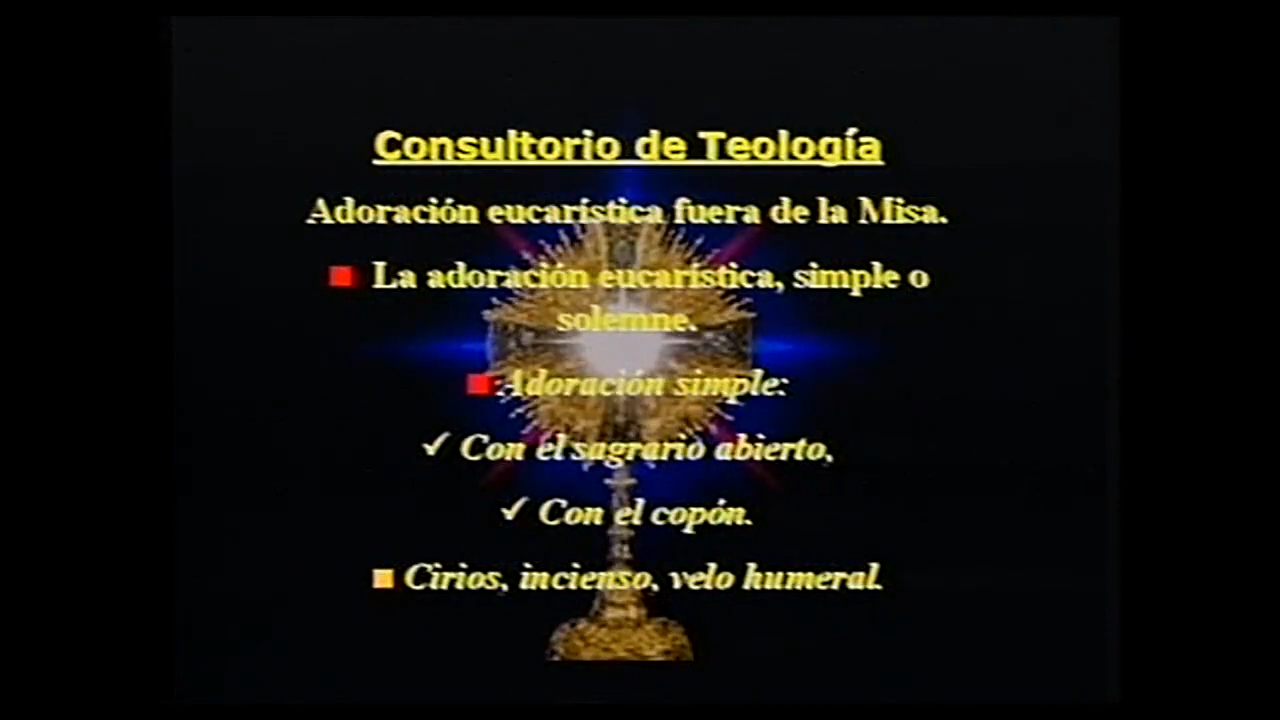 Consultorio de Teología
Adoración eucarística fuera de la Misa.
La adoración eucarística, simple o
solemne.
Adoración simple:
✓ Con el sagrario abierto,
✓ Con el copón.
Cirios, incienso, velo humeral.